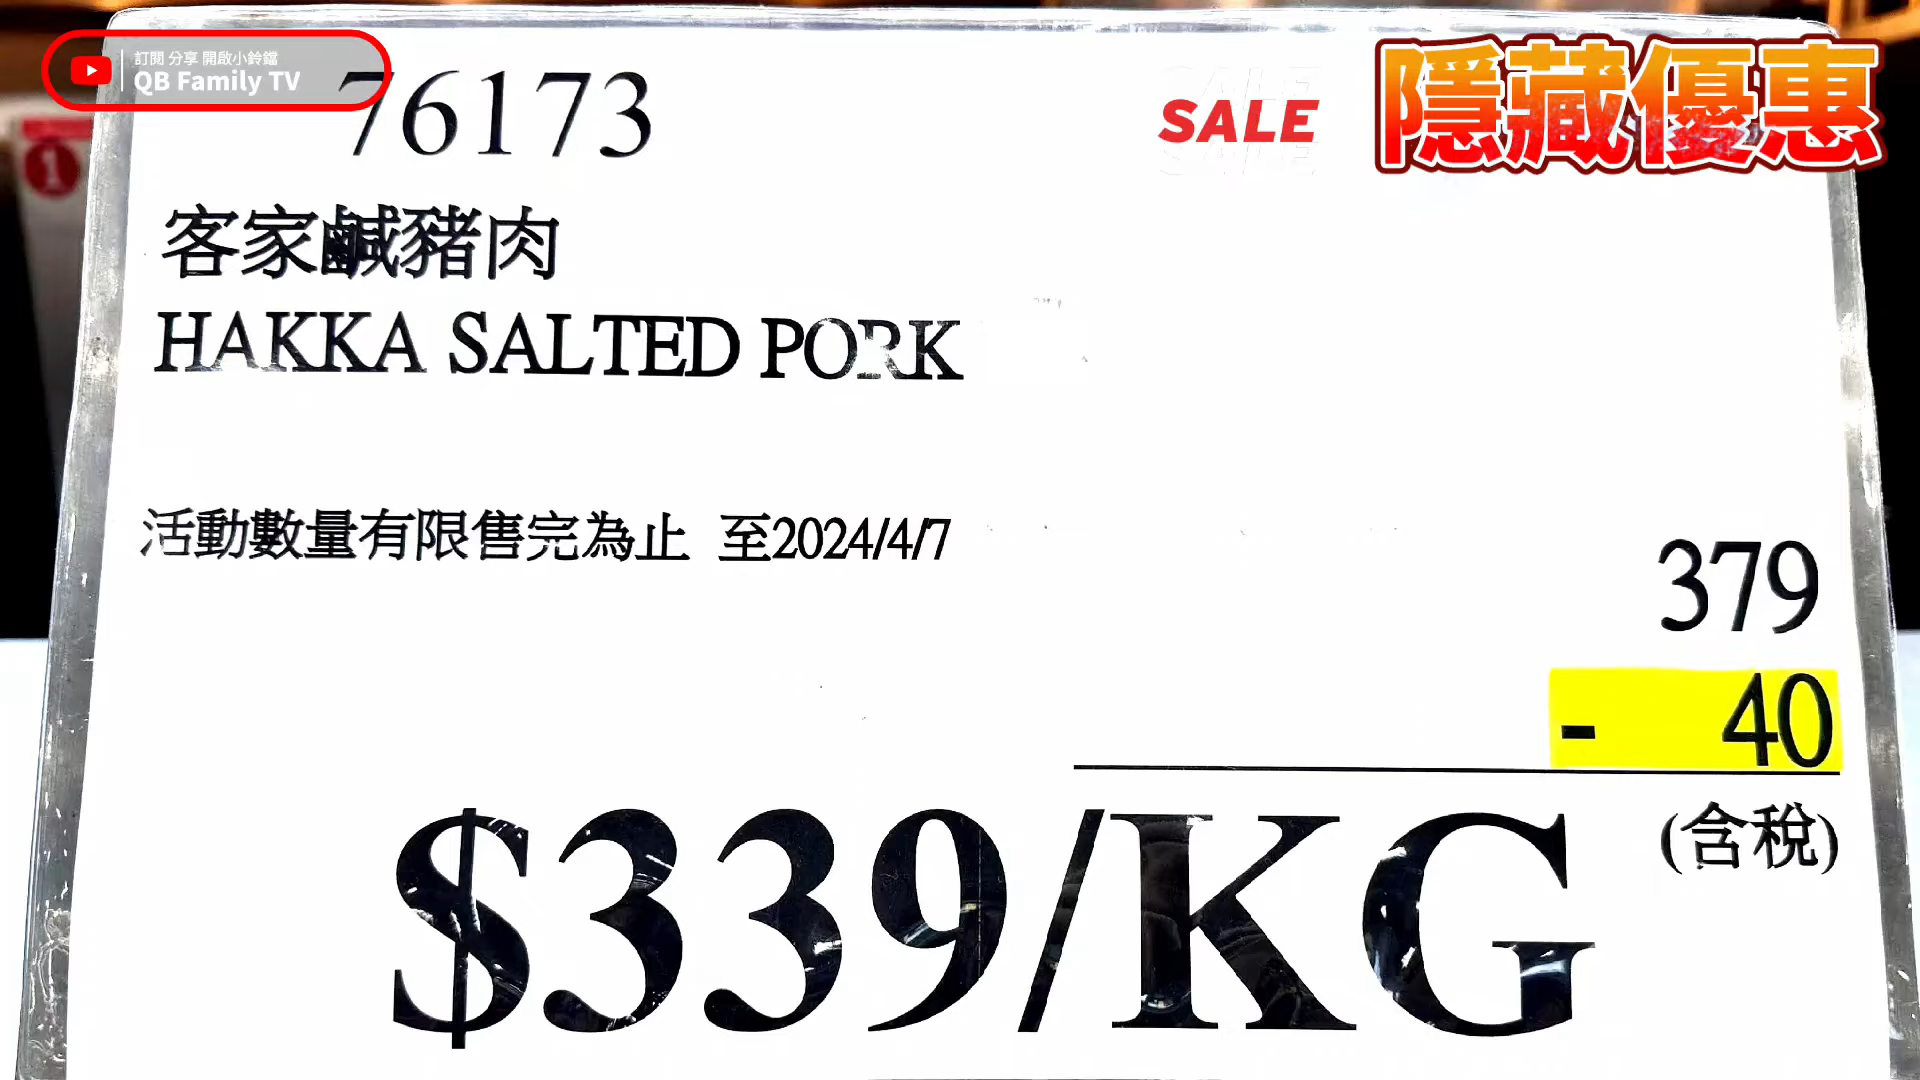 訂閱 分享 開啟小鈴鐺
QB Family TV
76173
SALE
隱藏優惠
客家鹹豬肉
HAKKA SALTED PORK
活動數量有限售完為止 至2024/4/7
379
- 40
(含稅)
$339/KG